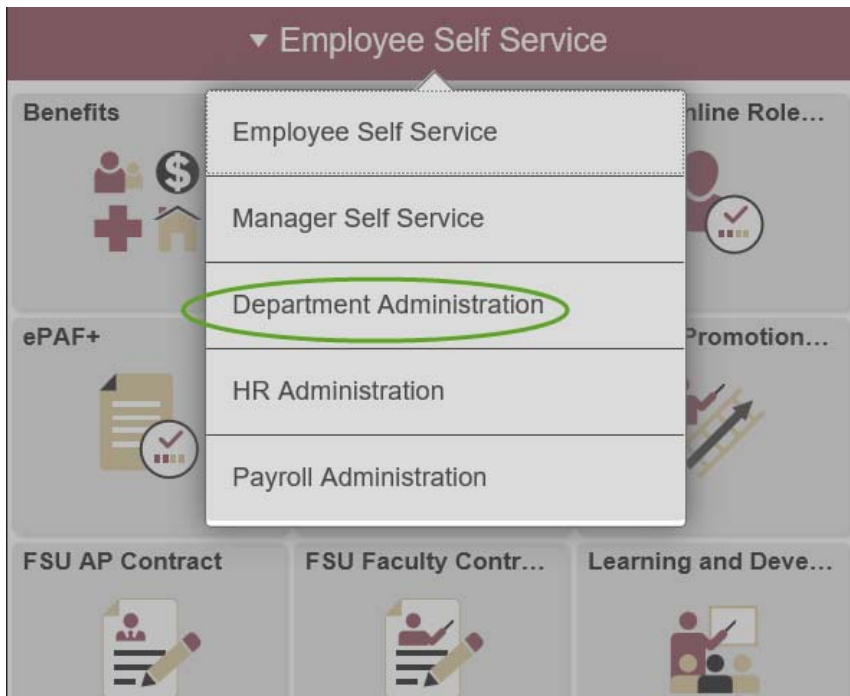 ▼ Employee Self Service
Benefits
nline Role...
Employee Self Service
Manager Self Service
Department Administration
ePAF+
Promotion...
HR Administration
Payroll Administration
FSU AP Contract
FSU Faculty Contr...
Learning and Deve...